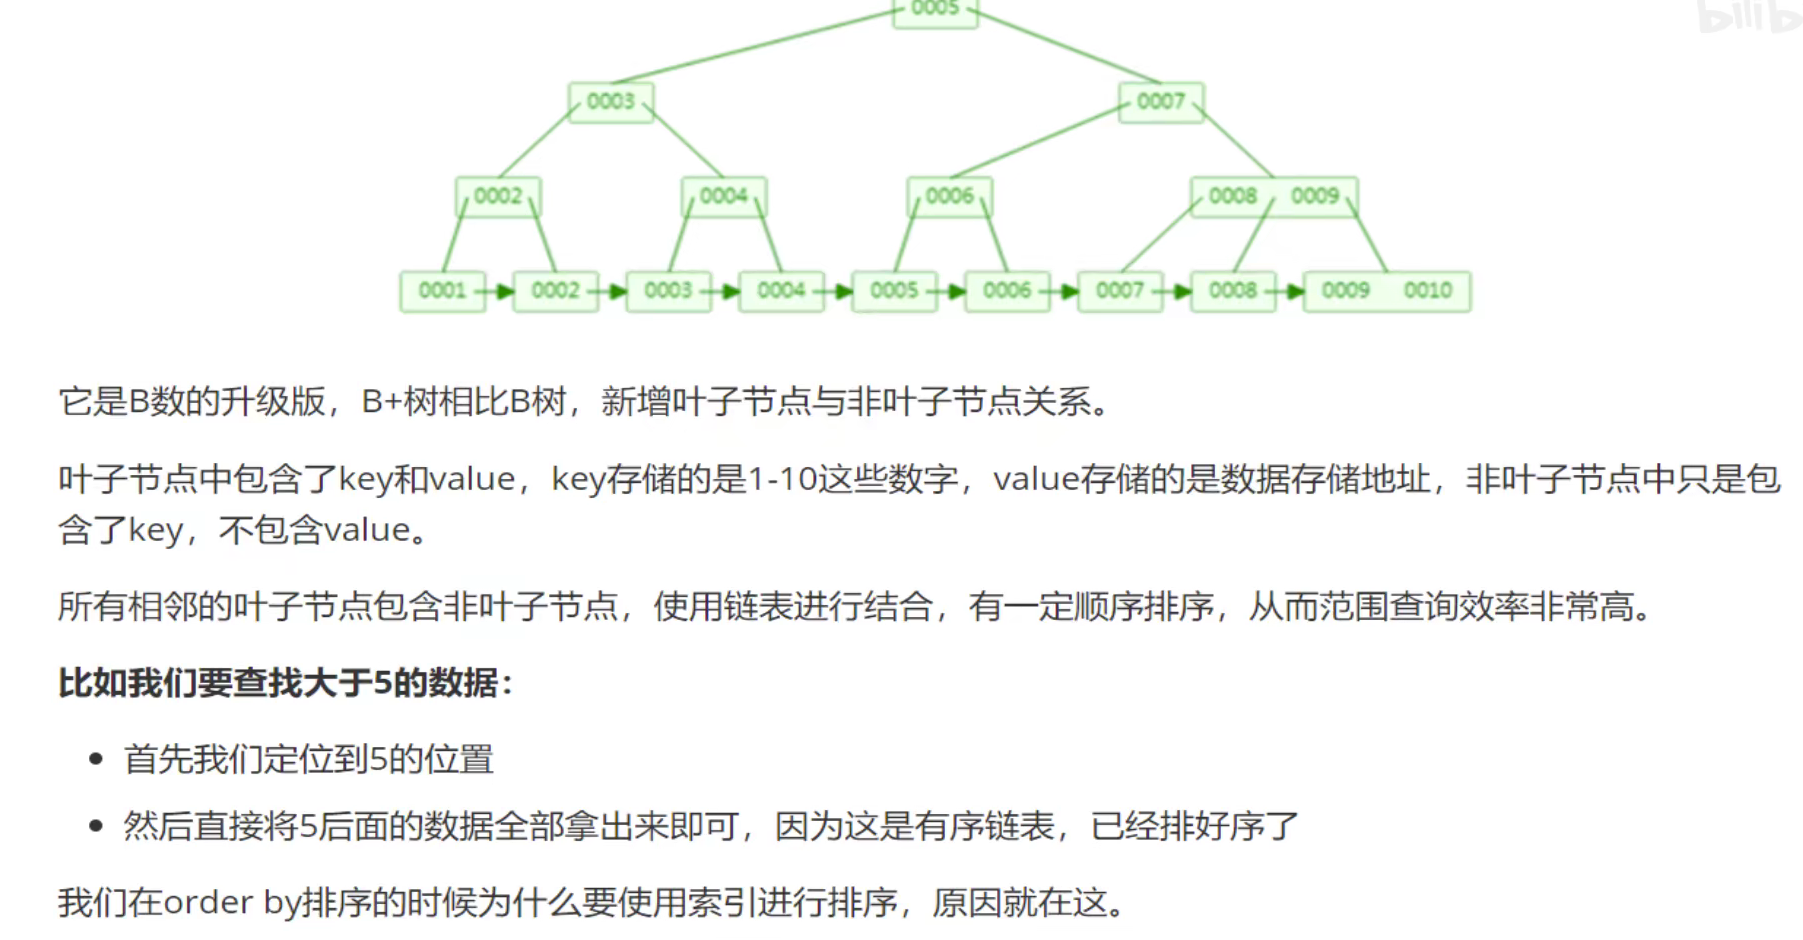 0005
0003 0007
0002 0004 0006 0008 0009
0001 0002 0003 0004 0005 0006 0007 0008 0009 0010
它是B数的升级版，B+树相比B树，新增叶子节点与非叶子节点关系。
叶子节点中包含了key和value，key存储的是1-10这些数字，value存储的是数据存储地址，非叶子节点中只是包
含了key，不包含value。
所有相邻的叶子节点包含非叶子节点，使用链表进行结合，有一定顺序排序，从而范围查询效率非常高。
比如我们要查找大于5的数据：
首先我们定位到5的位置
然后直接将5后面的数据全部拿出来即可，因为这是有序链表，已经排好序了
我们在order by排序的时候为什么要使用索引进行排序，原因就在这。